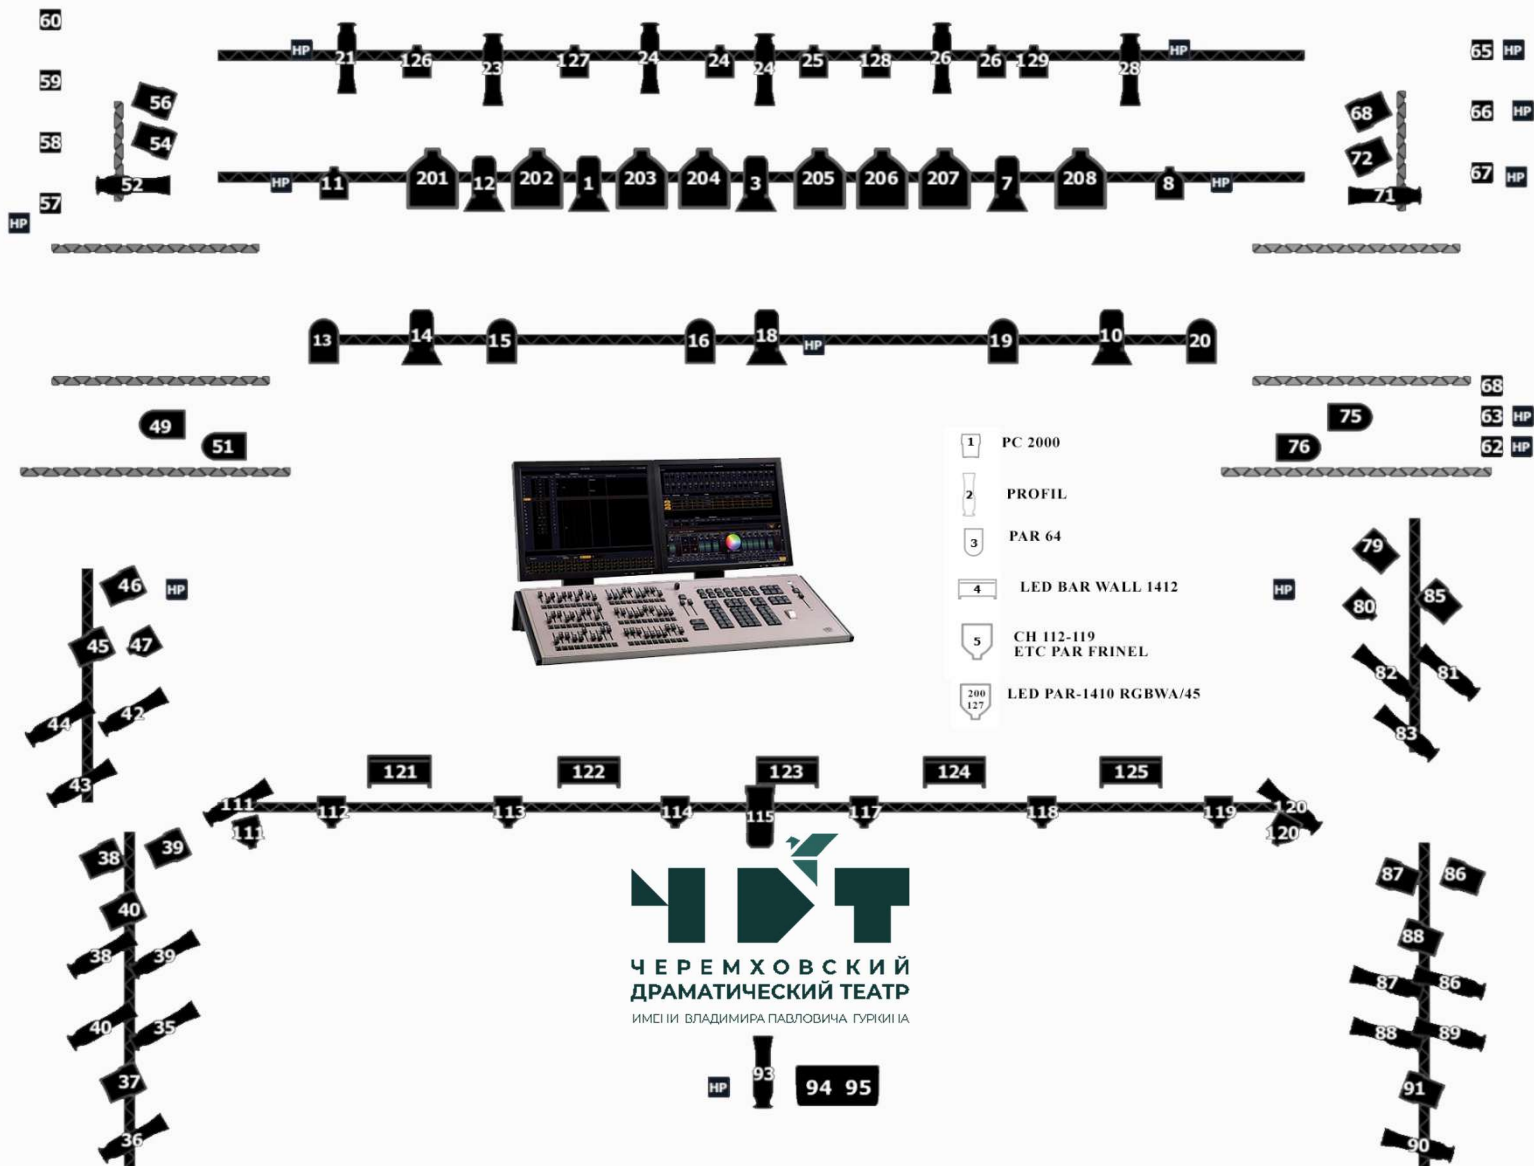 60
HP 21 126 23 127 24 24 24 25 128 26 26 129 28 HP
65 HP
59
56
68
66 HP
58
54
72
67 HP
52
HP 11 201 12 202 1 203 204 3 205 206 207 7 208 8 HP
71
57
HP
13 14 15 16 18 HP 19 10 20
68
49
75
63 HP
51
76
62 HP
1 PC 2000
2 PROFIL
3 PAR 64
4 LED BAR WALL 1412
5 CH 112-119
ETC PAR FRINEL
200
127
LED PAR-1410 RGBWA/45
46 HP
45 47
44 42
43
79
HP
80 85
82 81
83
121 122 123 124 125
111 112 113 114 115 117 118 119 120
111 120
38 39
40
38 39
40 35
37
36
87 86
88
87 86
88 89
91
90
ЧДТ
ЧЕРЕМХОВСКИЙ
ДРАМАТИЧЕСКИЙ ТЕАТР
ИМЕНИ ВЛАДИМИРА ПАВЛОВИЧА ГУРКИНА
HP 93 94 95